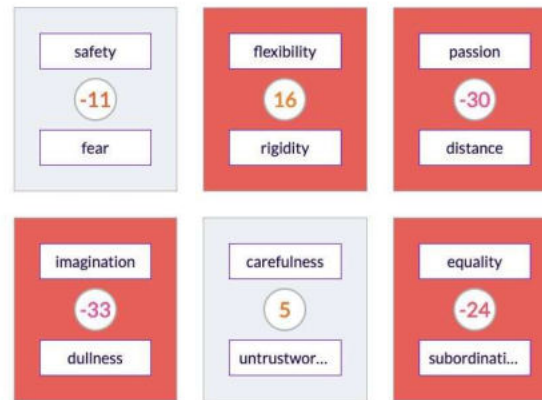 safety
flexibility
passion
-11
16
-30
fear
rigidity
distance
imagination
carefulness
equality
-33
5
-24
dullness
untrustwor...
subordinati...